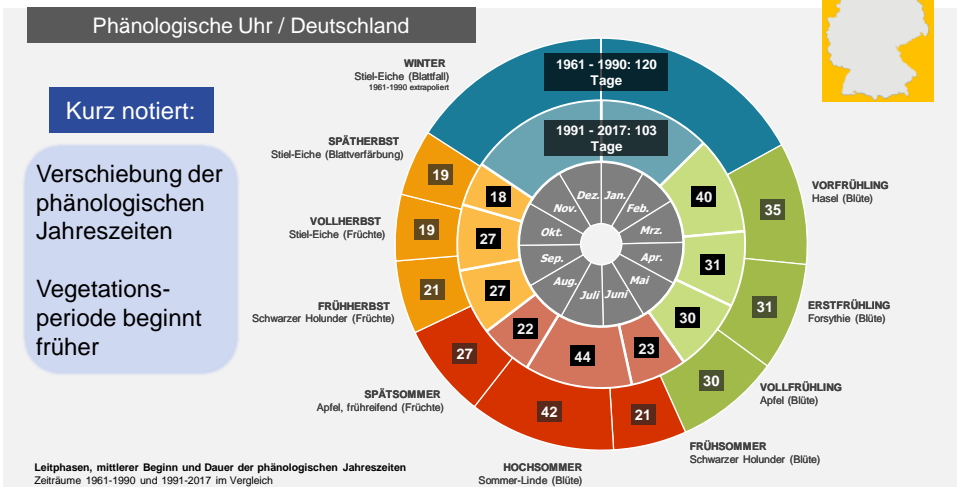 Phänologische Uhr / Deutschland
Kurz notiert:
Verschiebung der
phänologischen
Jahreszeiten
Vegetations-
periode beginnt
früher
WINTER
Stiel-Eiche (Blattfall)
1961-1990 extrapoliert
SPÄTHERBST
Stiel-Eiche (Blattverfärbung)
VOLLHERBST
Stiel-Eiche (Früchte)
FRÜHHERBST
Schwarzer Holunder (Früchte)
SPÄTSOMMER
Apfel, frühreifend (Früchte)
HOCHSOMMER
Sommer-Linde (Blüte)
FRÜHSOMMER
Schwarzer Holunder (Blüte)
VOLLFRÜHLING
Apfel (Blüte)
ERSTFRÜHLING
Forsythie (Blüte)
VORFRÜHLING
Hasel (Blüte)
1961 - 1990: 120
Tage
1991 - 2017: 103
Tage
35
31
30
21
42
27
21
19
19
40
31
30
23
44
22
27
27
18
Jan.
Feb.
Mrz.
Apr.
Mai
Juni
Juli
Aug.
Sep.
Okt.
Nov.
Dez.
Leitphasen, mittlerer Beginn und Dauer der phänologischen Jahreszeiten
Zeiträume 1961-1990 und 1991-2017 im Vergleich